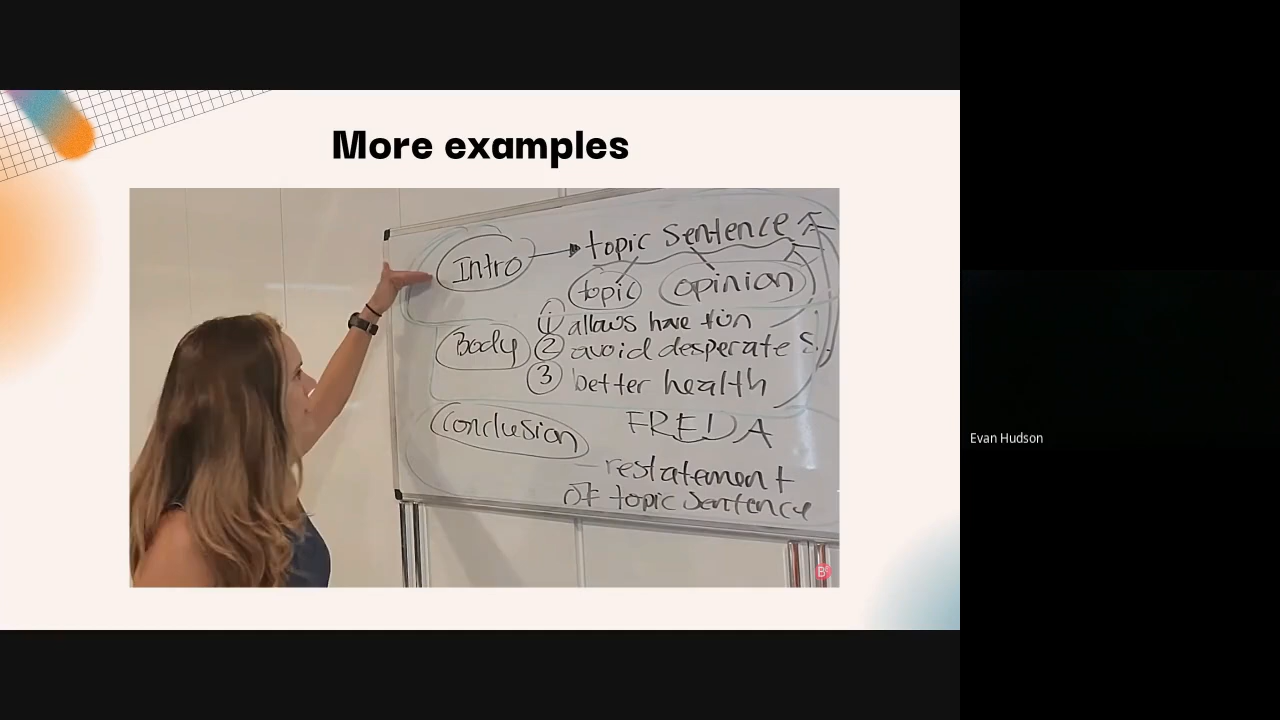 More examples
Intro → topic sentence
topic opinion
1 allows have fun
Body 2 avoid desperate S.
3 better health
Conclusion FREDA
- restatement
of topic sentence
Evan Hudson